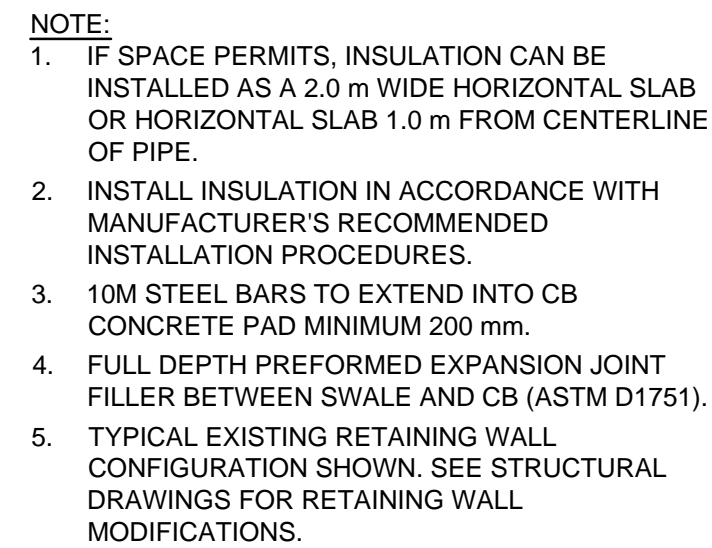 NOTE:
1. IF SPACE PERMITS, INSULATION CAN BE
INSTALLED AS A 2.0 m WIDE HORIZONTAL SLAB
OR HORIZONTAL SLAB 1.0 m FROM CENTERLINE
OF PIPE.
2. INSTALL INSULATION IN ACCORDANCE WITH
MANUFACTURER'S RECOMMENDED
INSTALLATION PROCEDURES.
3. 10M STEEL BARS TO EXTEND INTO CB
CONCRETE PAD MINIMUM 200 mm.
4. FULL DEPTH PREFORMED EXPANSION JOINT
FILLER BETWEEN SWALE AND CB (ASTM D1751).
5. TYPICAL EXISTING RETAINING WALL
CONFIGURATION SHOWN. SEE STRUCTURAL
DRAWINGS FOR RETAINING WALL
MODIFICATIONS.